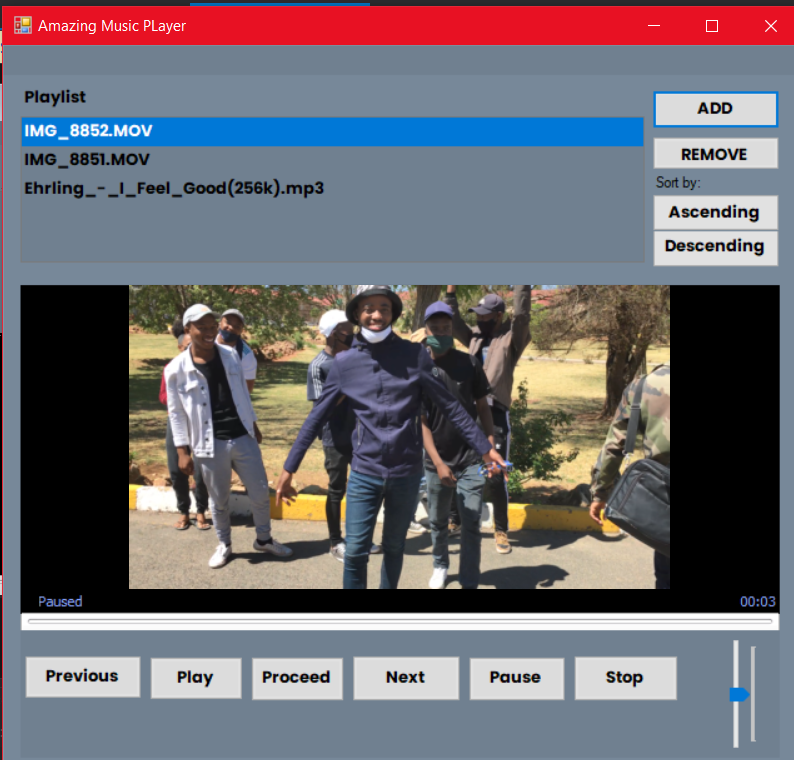 Amazing Music PLayer
Playlist
IMG_8852.MOV
IMG_8851.MOV
Ehrling_-_I_Feel_Good(256k).mp3
ADD
REMOVE
Sort by:
Ascending
Descending
Paused
00:03
Previous
Play
Proceed
Next
Pause
Stop